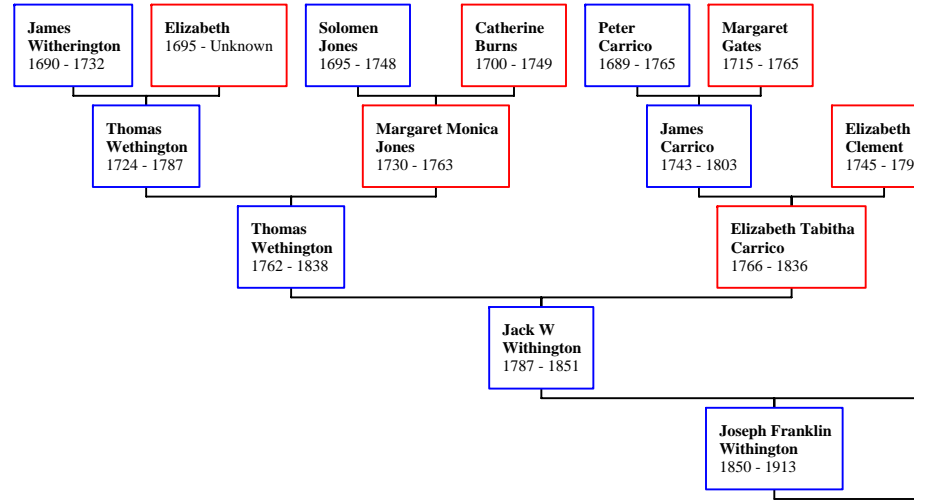 James
Witherington
1690 - 1732
Elizabeth
1695 - Unknown
Solomen
Jones
1695 - 1748
Catherine
Burns
1700 - 1749
Peter
Carrico
1689 - 1765
Margaret
Gates
1715 - 1765
Thomas
Wethington
1724 - 1787
Margaret Monica
Jones
1730 - 1763
James
Carrico
1743 - 1803
Elizabeth
Clement
1745 - 179
Thomas
Wethington
1762 - 1838
Elizabeth Tabitha
Carrico
1766 - 1836
Jack W
Withington
1787 - 1851
Joseph Franklin
Withington
1850 - 1913